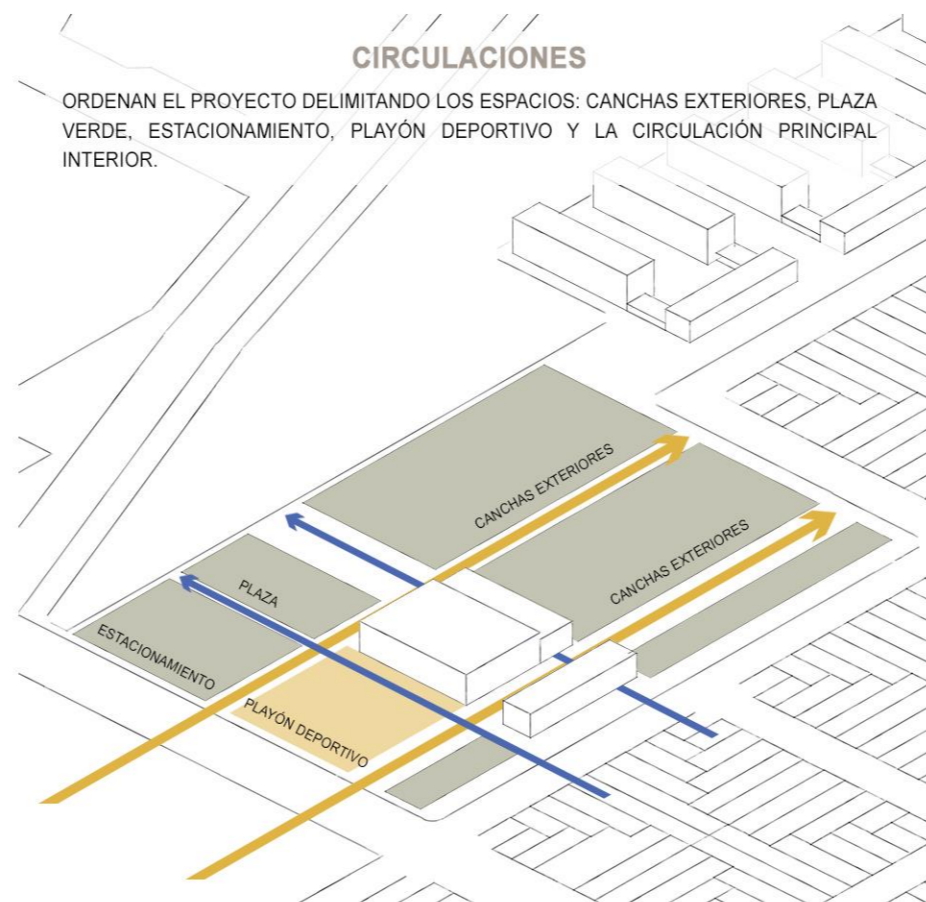 CIRCULACIONES
ORDENAN EL PROYECTO DELIMITANDO LOS ESPACIOS: CANCHAS EXTERIORES, PLAZA
VERDE, ESTACIONAMIENTO, PLAYÓN DEPORTIVO Y LA CIRCULACIÓN PRINCIPAL
INTERIOR.
CANCHAS EXTERIORES
CANCHAS EXTERIORES
PLAZA
ESTACIONAMIENTO
PLAYÓN DEPORTIVO